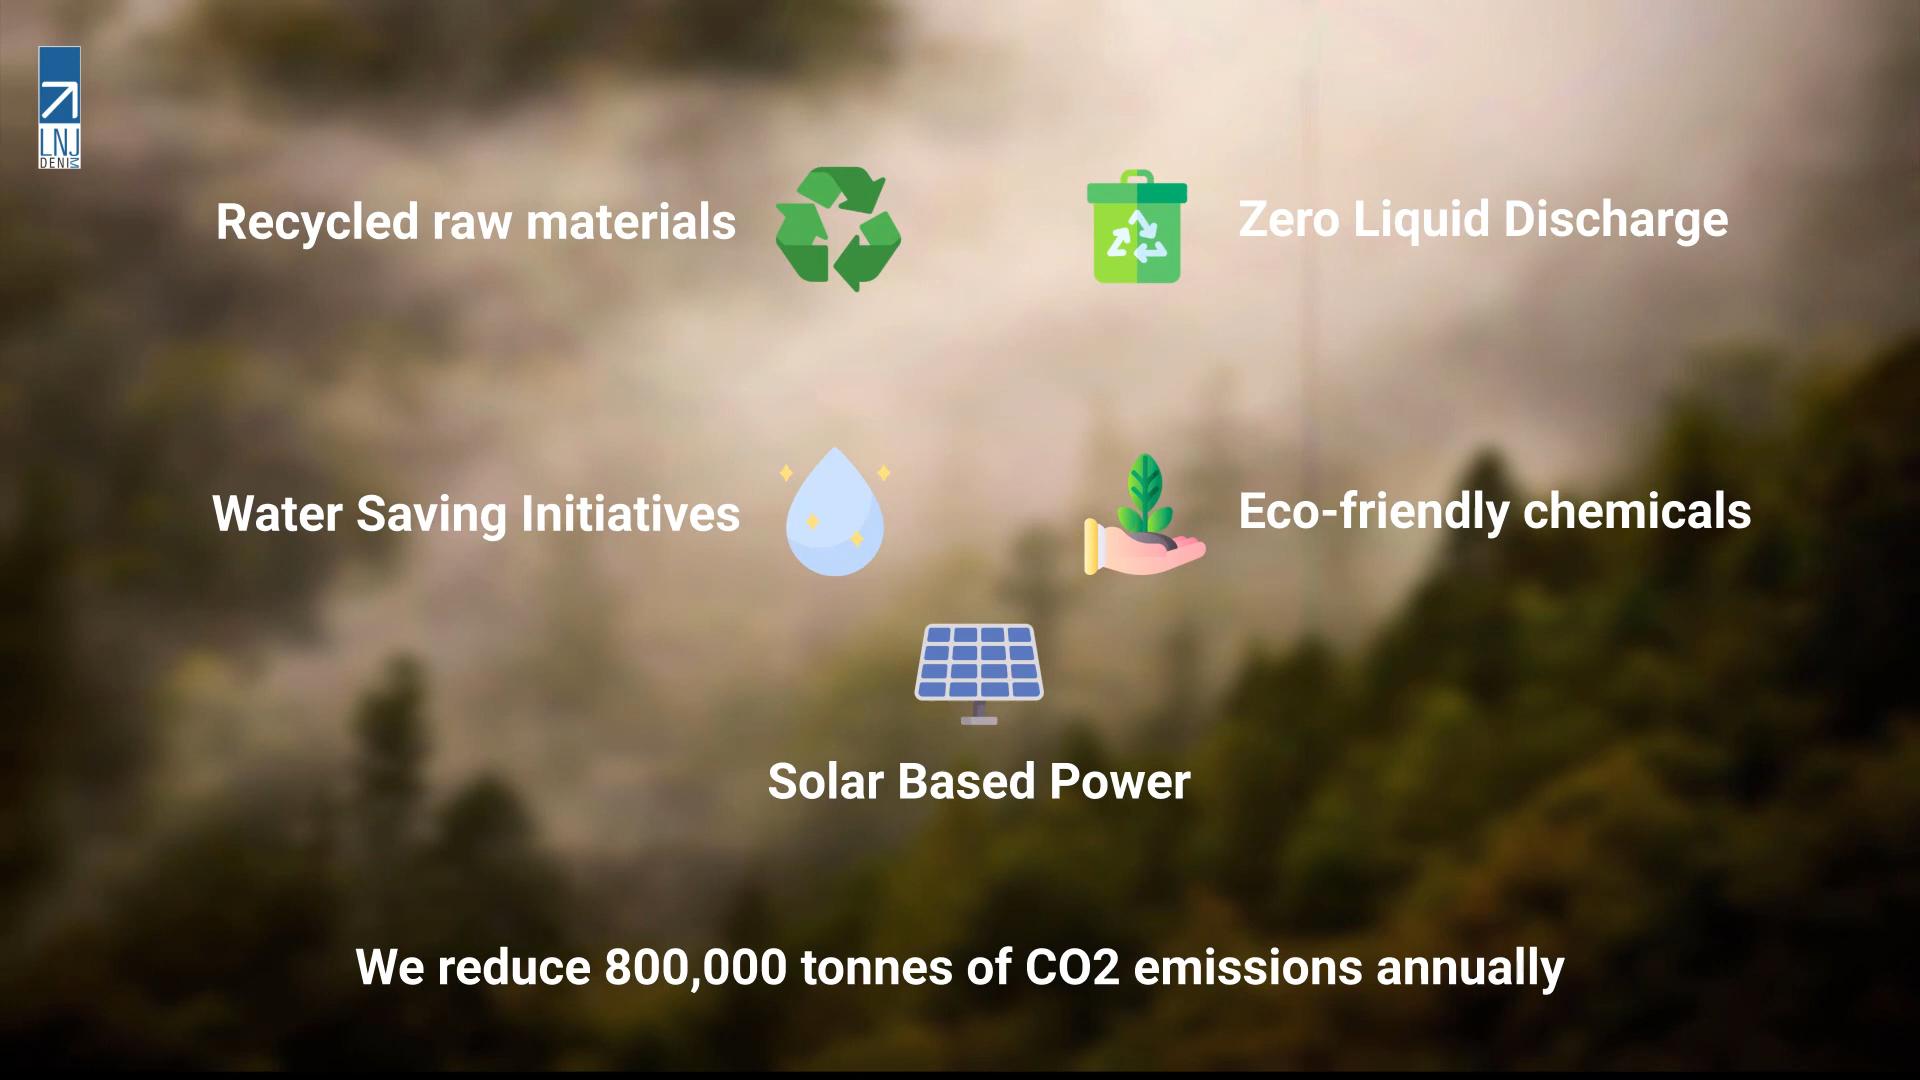 LNJ
DENIM
Recycled raw materials
Zero Liquid Discharge
Water Saving Initiatives
Eco-friendly chemicals
Solar Based Power
We reduce 800,000 tonnes of CO2 emissions annually